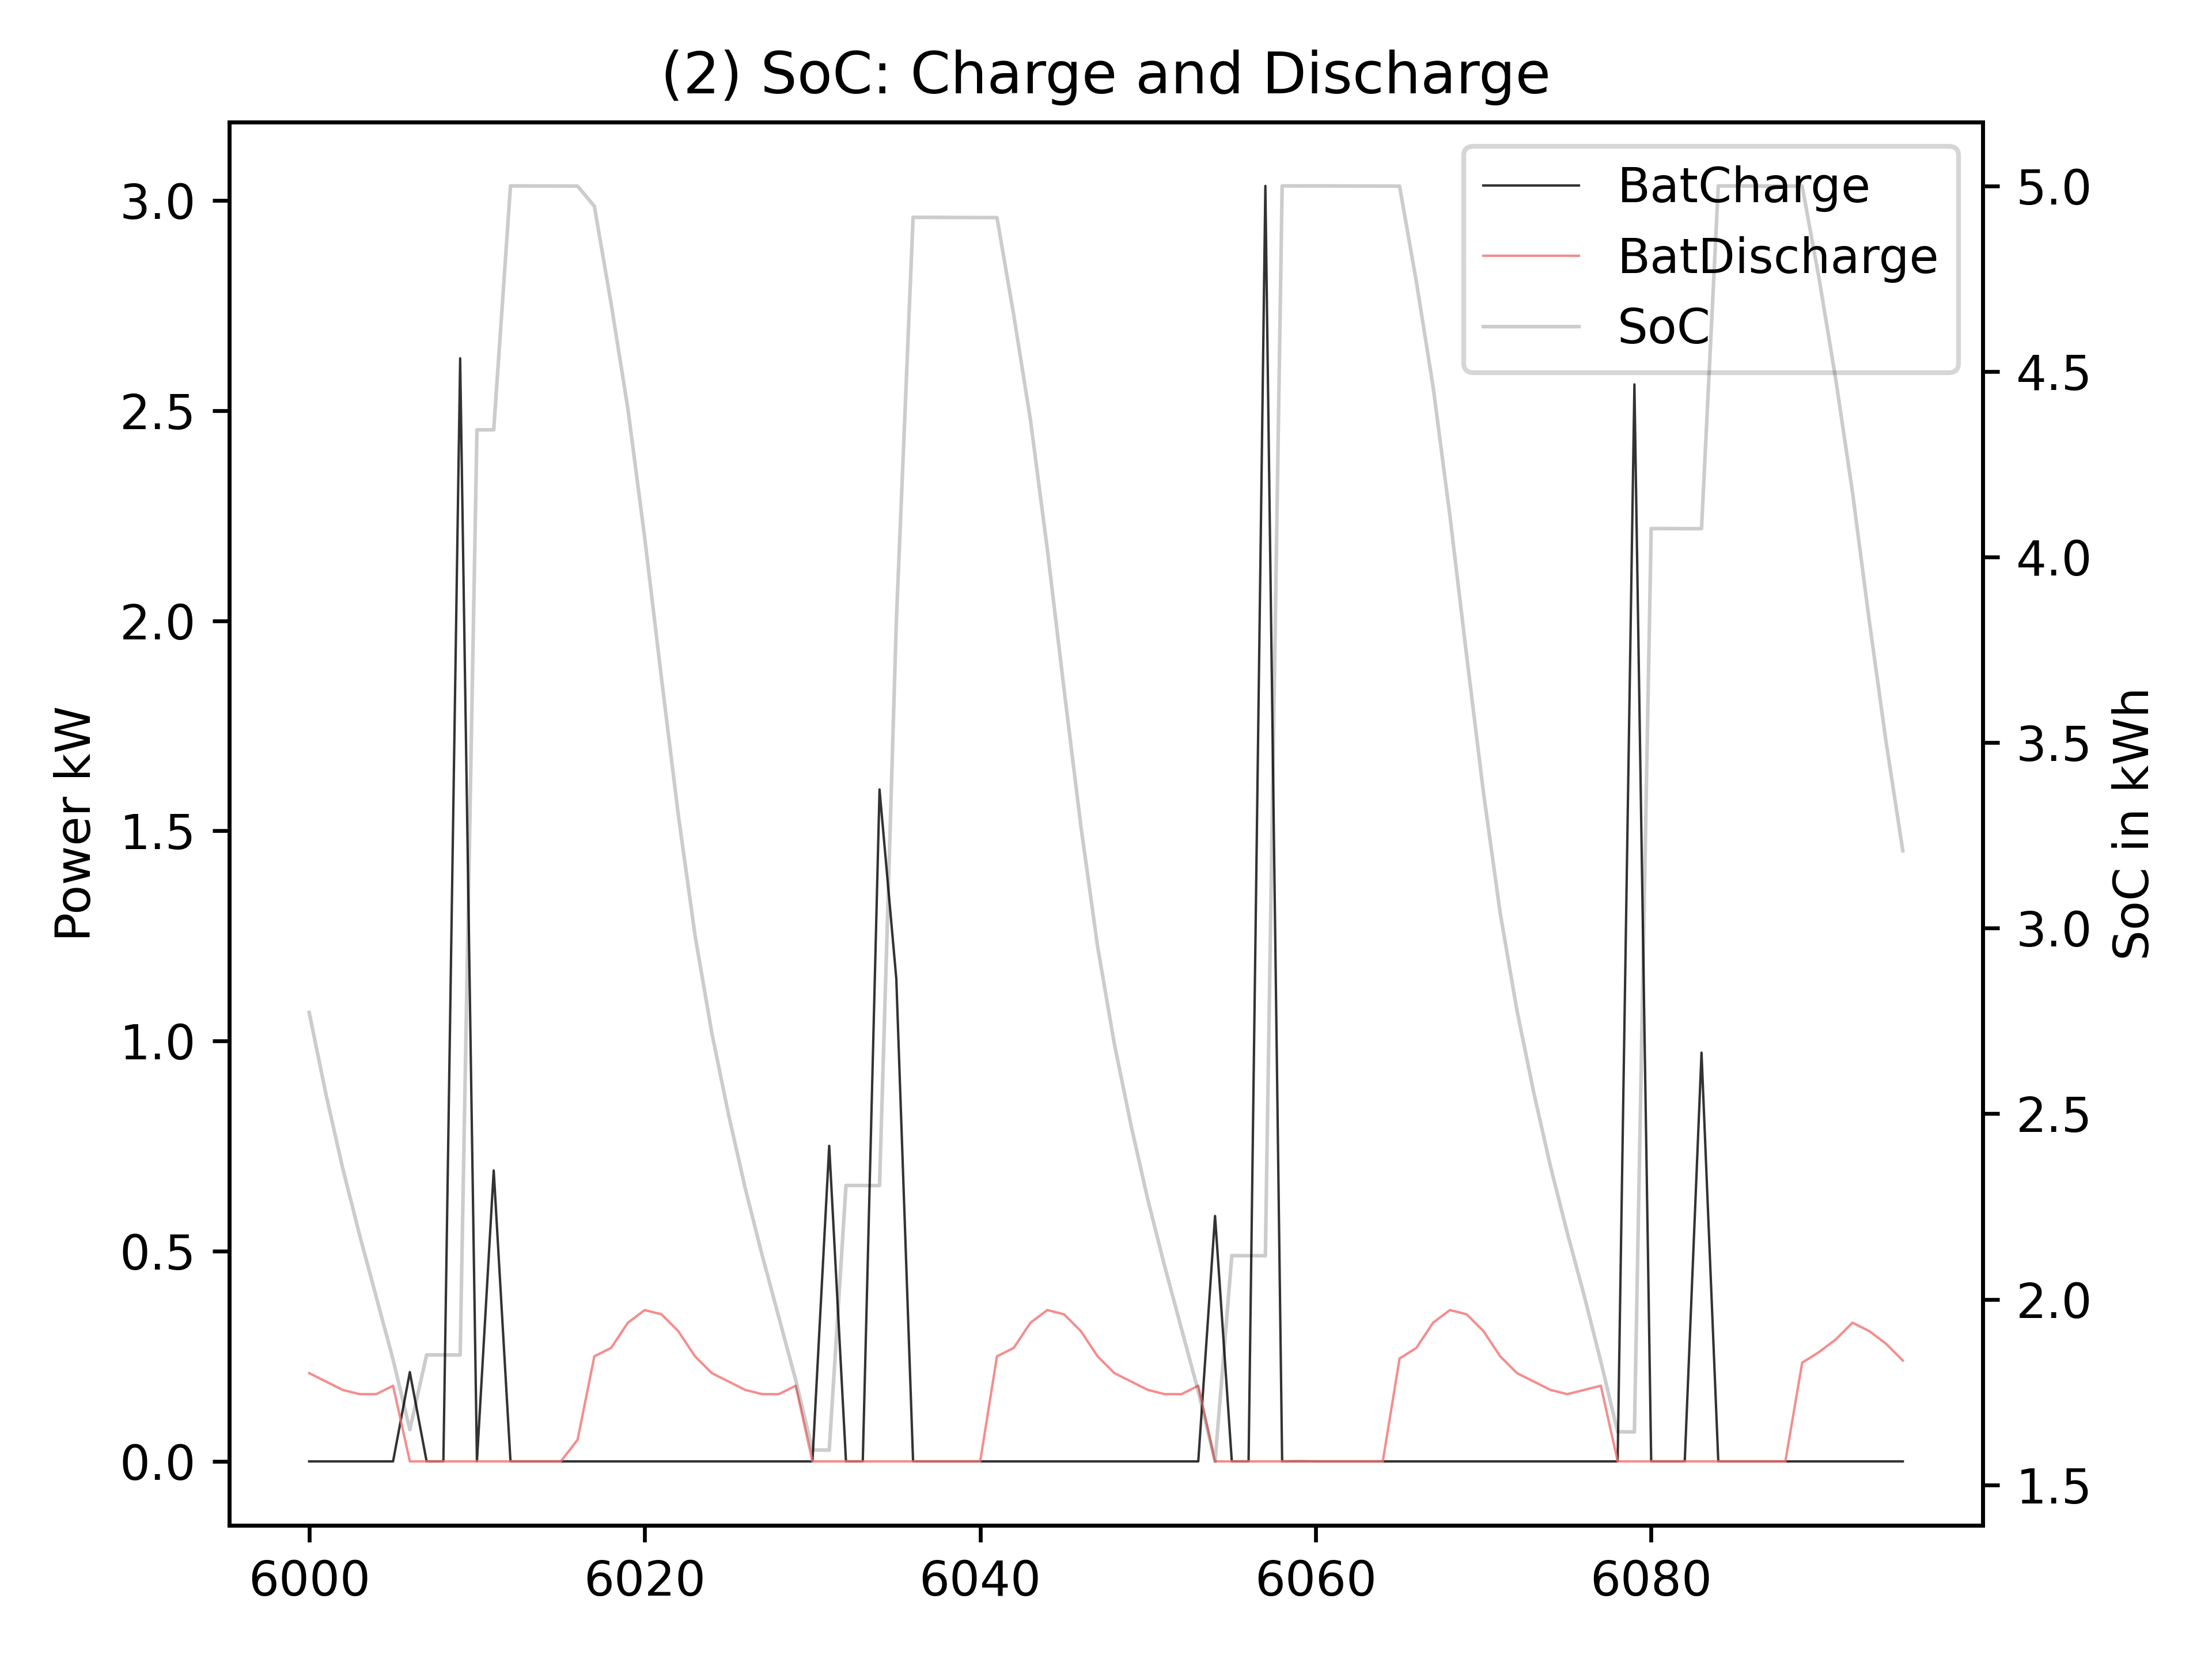 (2) SoC: Charge and Discharge
BatCharge
BatDischarge
SoC
Power kW
3.0
2.5
2.0
1.5
1.0
0.5
0.0
SoC in kWh
5.0
4.5
4.0
3.5
3.0
2.5
2.0
1.5
6000 6020 6040 6060 6080